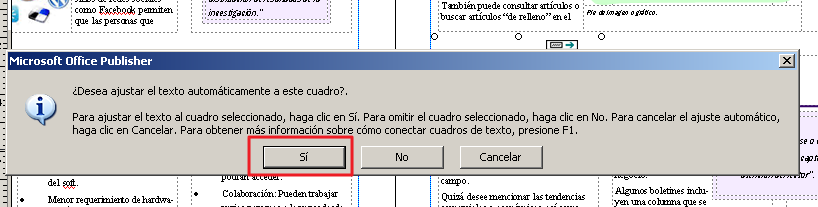 como Facebook permiten
que las personas que
investigación."
También puede consultar artículos o
buscar artículos “de relleno” en el
Pie de imagen o gráfico.
Microsoft Office Publisher
¿Desea ajustar el texto automáticamente a este cuadro?.
Para ajustar el texto al cuadro seleccionado, haga clic en Sí. Para omitir el cuadro seleccionado, haga clic en No. Para cancelar el ajuste automático,
haga clic en Cancelar. Para obtener más información sobre cómo conectar cuadros de texto, presione F1.
Sí
No
Cancelar
del soft.
• Menor requerimiento de hardwa-
podrán acceder.
• Colaboración: Pueden trabajar
campo.
Quizá desee mencionar las tendencias
negocio.
Algunos boletines inclu-
yen una columna que se